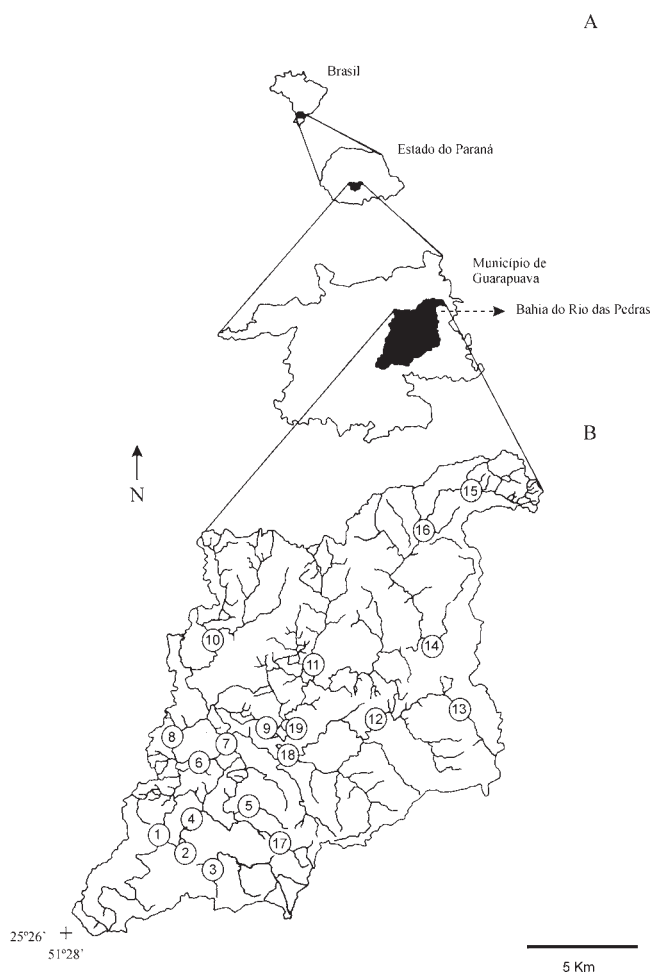 A
Brasil
Estado do Paraná
Município de
Guarapuava
Bahia do Rio das Pedras
B
N
15
16
10
14
11
13
12
8
7
9
19
18
6
5
4
1
2
17
3
25°26'
51°28'
5 Km